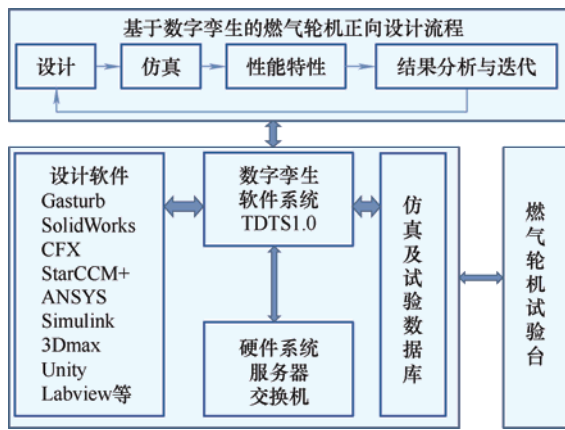 基于数字孪生的燃气轮机正向设计流程
设计
仿真
性能特性
结果分析与迭代
设计软件
Gasturb
SolidWorks
CFX
StarCCM+
ANSYS
Simulink
3Dmax
Unity
Labview等
数字孪生
软件系统
TDTS1.0
硬件系统
服务器
交换机
仿真及试验数据库
燃气轮机试验台